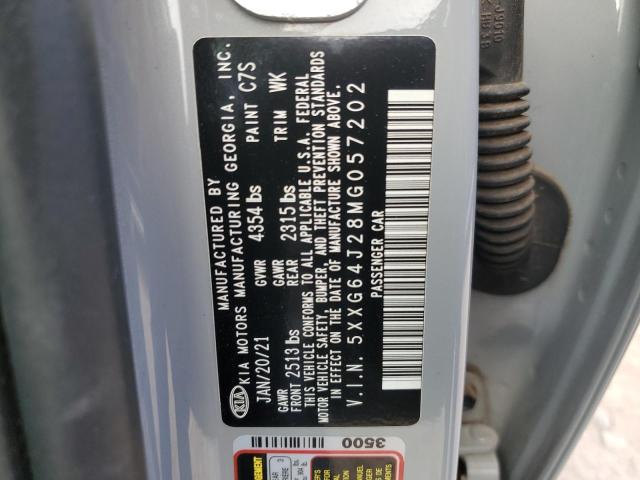 MANUFACTURED BY
KIA MOTORS MANUFACTURING GEORGIA, INC.
KIA
JAN/20/21 GVWR 4354 lbs PAINT C7S
GAWR FRONT 2513 lbs GAWR REAR 2315 lbs TRIM WK
THIS VEHICLE CONFORMS TO ALL APPLICABLE U.S.A. FEDERAL
MOTOR VEHICLE SAFETY, BUMPER, AND THEFT PREVENTION STANDARDS
IN EFFECT ON THE DATE OF MANUFACTURE SHOWN ABOVE.
V.I.N. 5XXG64J28MG057202
PASSENGER CAR
3500